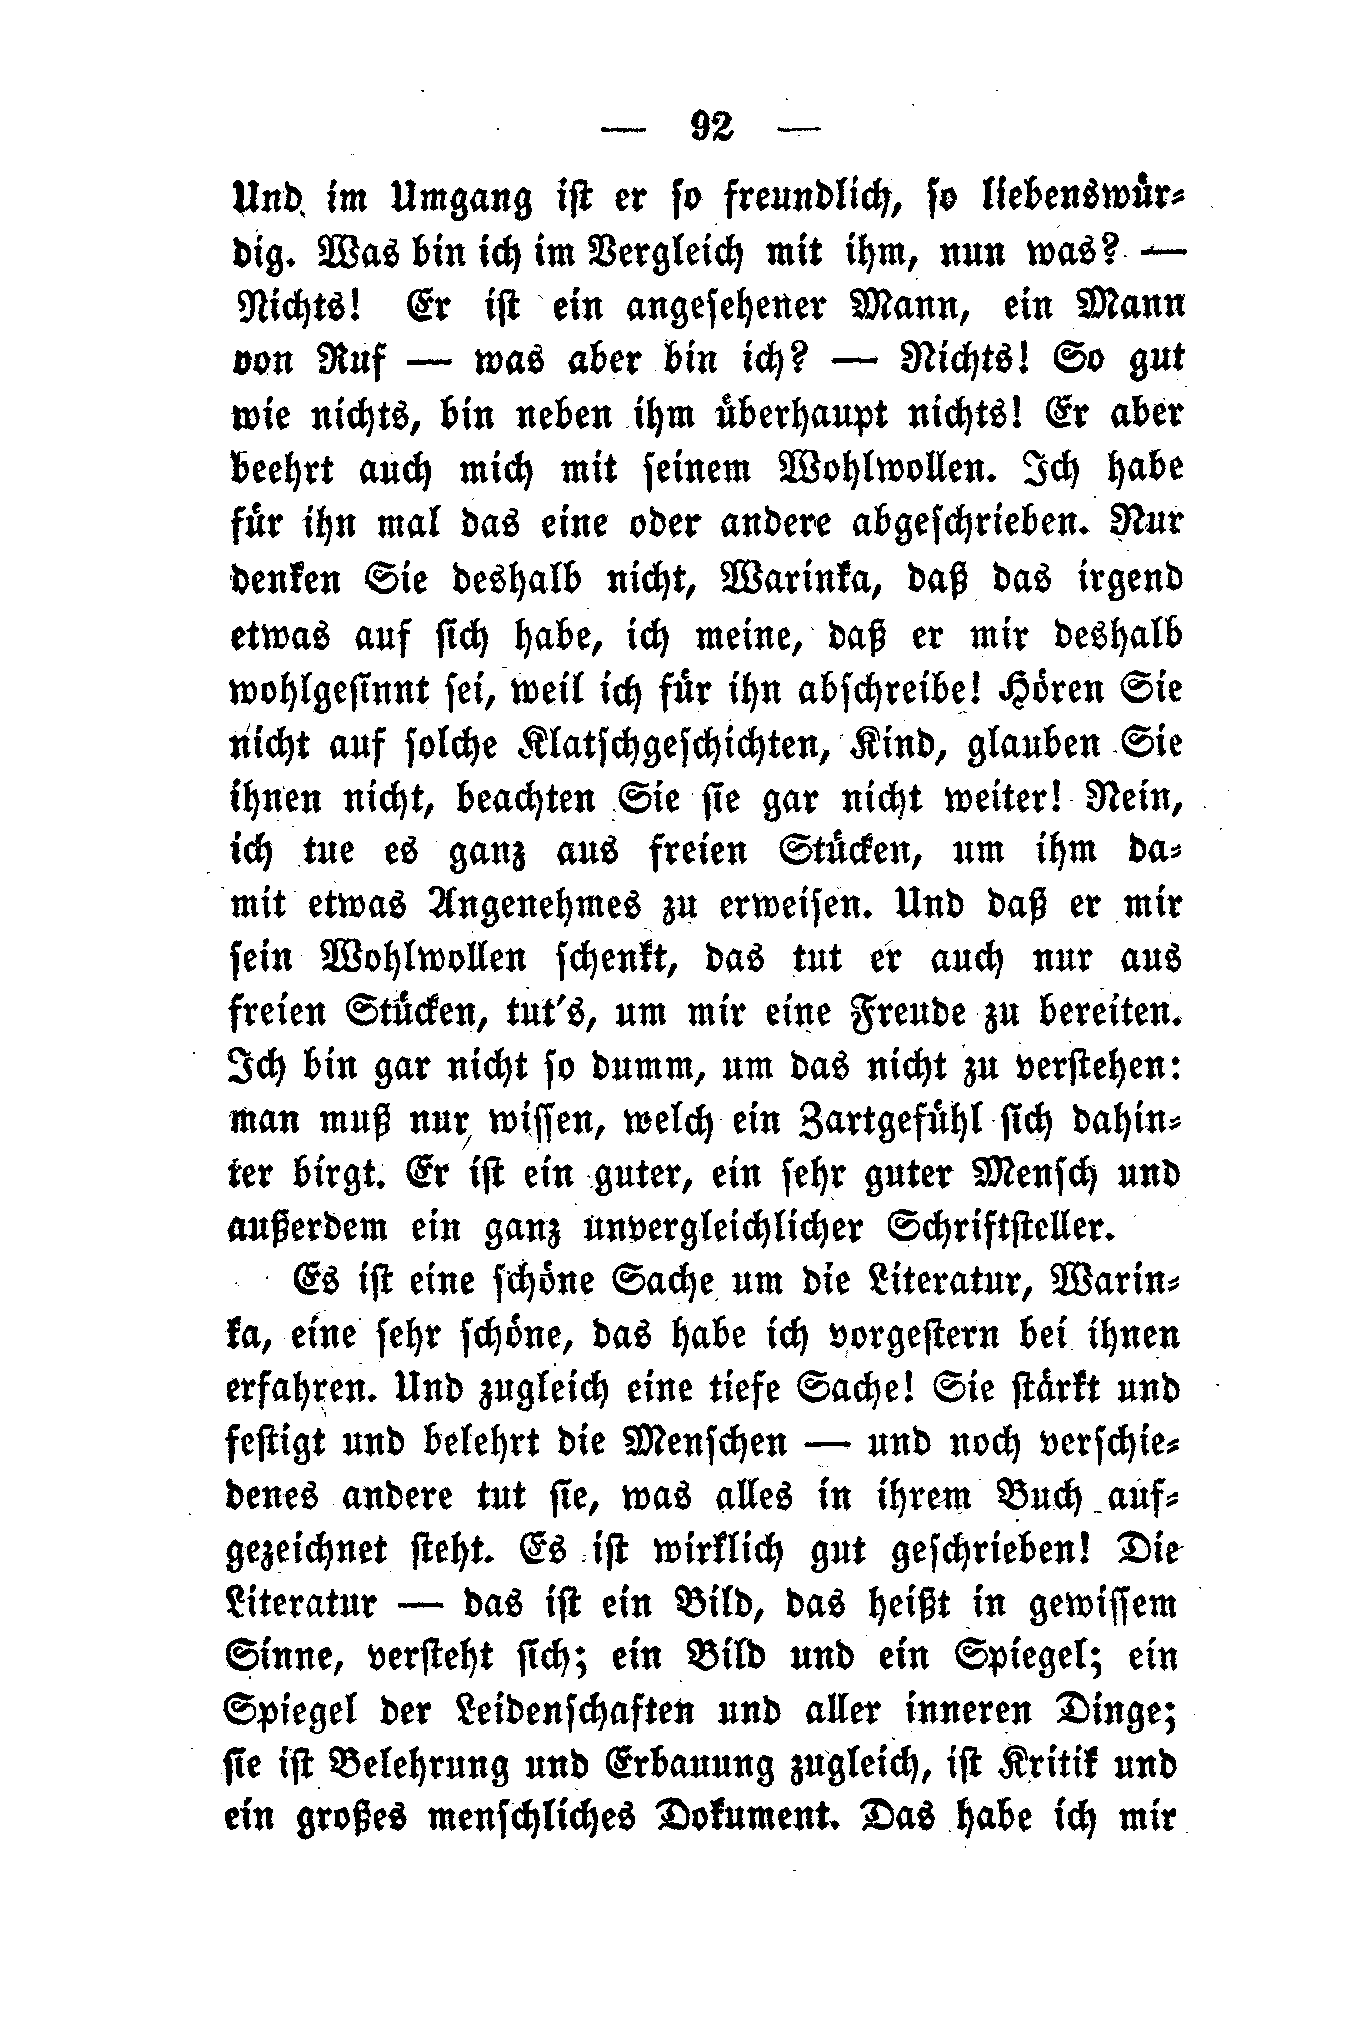 — 92 —
Und im Umgang ist er so freundlich, so liebenswür-
dig. Was bin ich im Vergleich mit ihm, nun was? —
Nichts! Er ist ein angesehener Mann, ein Mann
von Ruf — was aber bin ich? — Nichts! So gut
wie nichts, bin neben ihm überhaupt nichts! Er aber
beehrt auch mich mit seinem Wohlwollen. Ich habe
für ihn mal das eine oder andere abgeschrieben. Nur
denken Sie deshalb nicht, Warinka, daß das irgend
etwas auf sich habe, ich meine, daß er mir deshalb
wohlgesinnt sei, weil ich für ihn abschreibe! Hören Sie
nicht auf solche Klatschgeschichten, Kind, glauben Sie
ihnen nicht, beachten Sie sie gar nicht weiter! Nein,
ich tue es ganz aus freien Stücken, um ihm da-
mit etwas Angenehmes zu erweisen. Und daß er mir
sein Wohlwollen schenkt, das tut er auch nur aus
freien Stücken, tut's, um mir eine Freude zu bereiten.
Ich bin gar nicht so dumm, um das nicht zu verstehen:
man muß nur wissen, welch ein Zartgefühl sich dahin-
ter birgt. Er ist ein guter, ein sehr guter Mensch und
außerdem ein ganz unvergleichlicher Schriftsteller.
Es ist eine schöne Sache um die Literatur, Warin-
ka, eine sehr schöne, das habe ich vorgestern bei ihnen
erfahren. Und zugleich eine tiefe Sache! Sie stärkt und
festigt und belehrt die Menschen — und noch verschie-
denes andere tut sie, was alles in ihrem Buch auf-
gezeichnet steht. Es ist wirklich gut geschrieben! Die
Literatur — das ist ein Bild, das heißt in gewissem
Sinne, versteht sich; ein Bild und ein Spiegel; ein
Spiegel der Leidenschaften und aller inneren Dinge;
sie ist Belehrung und Erbauung zugleich, ist Kritik und
ein großes menschliches Dokument. Das habe ich mir